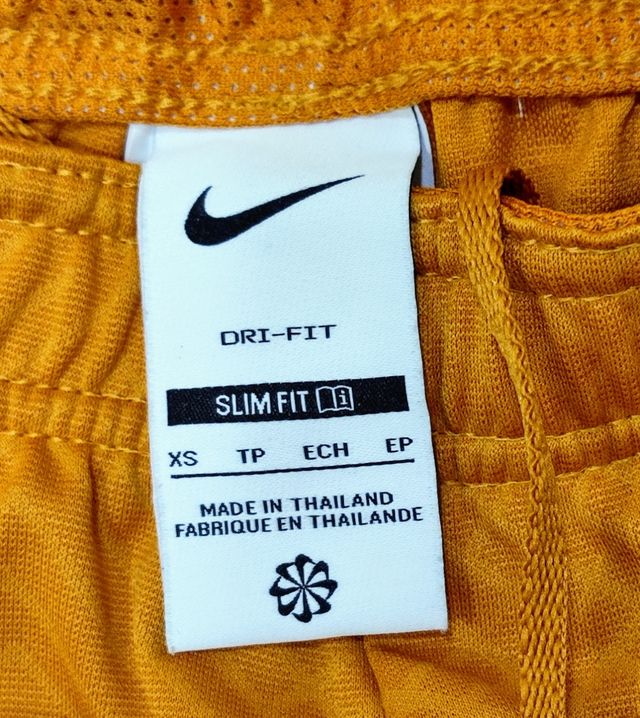 DRI-FIT
SLIM FIT
XS TP ECH EP
MADE IN THAILAND
FABRIQUE EN THAILANDE